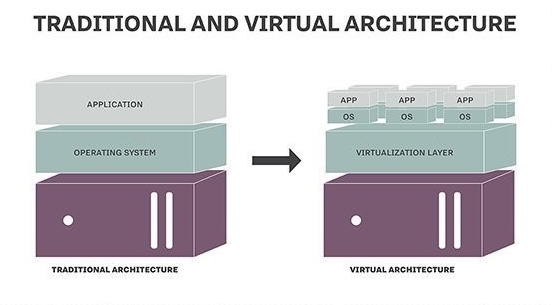 TRADITIONAL AND VIRTUAL ARCHITECTURE
APPLICATION
OPERATING SYSTEM
TRADITIONAL ARCHITECTURE
APP APP APP
OS OS OS
VIRTUALIZATION LAYER
VIRTUAL ARCHITECTURE